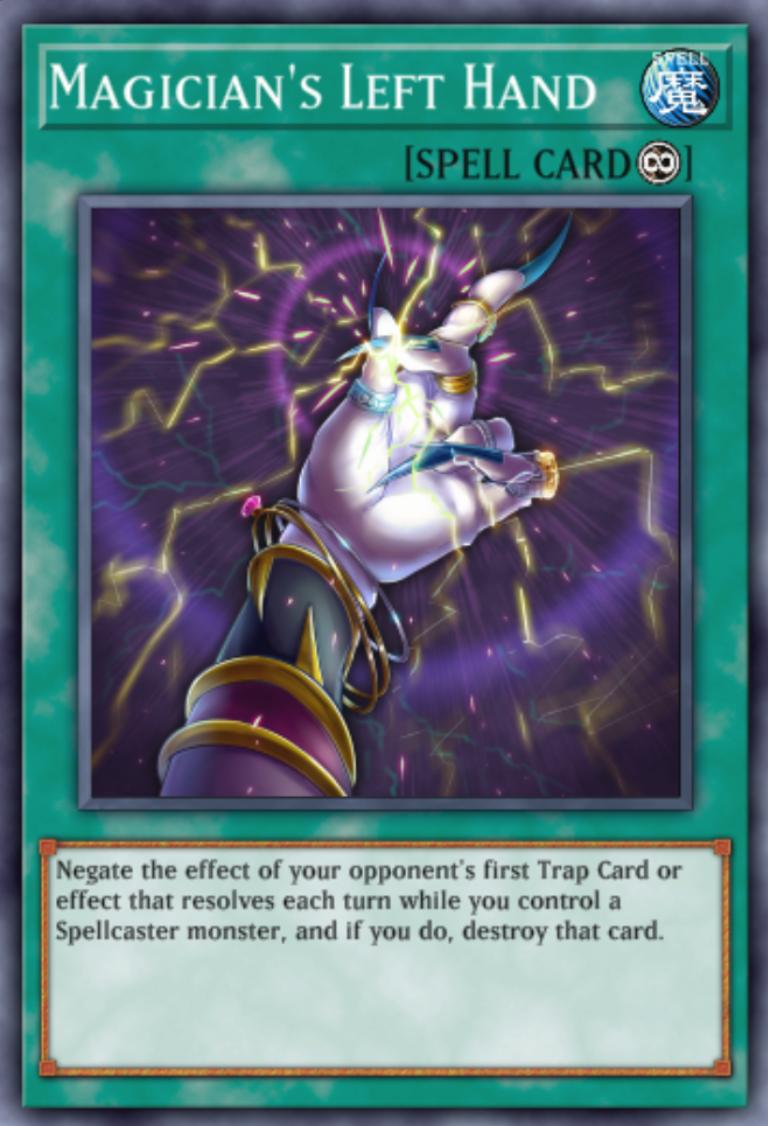 MAGICIAN'S LEFT HAND
SPELL
魔
[SPELL CARD♾]
Negate the effect of your opponent's first Trap Card or
effect that resolves each turn while you control a
Spellcaster monster, and if you do, destroy that card.